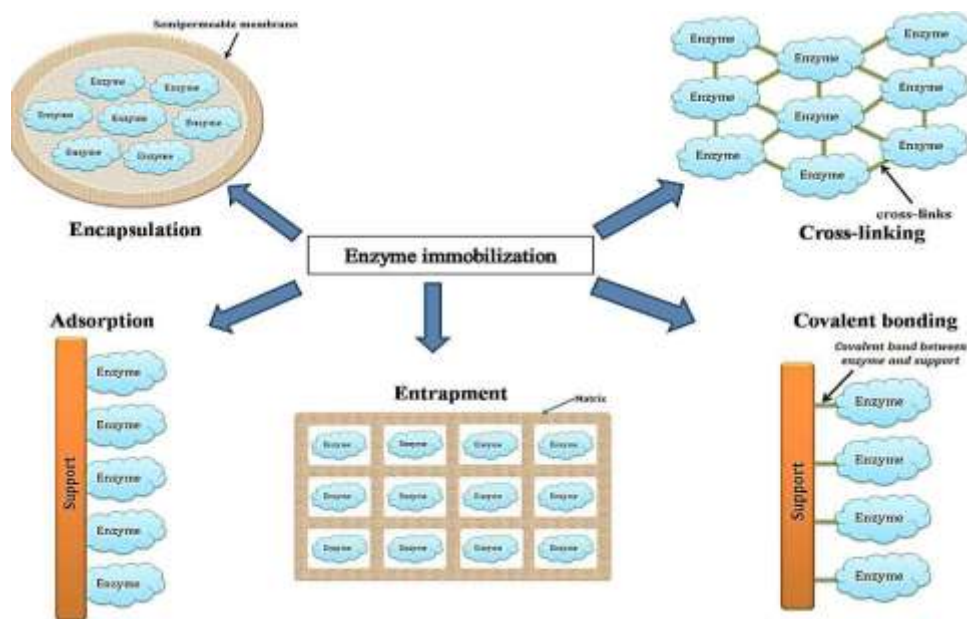 Semipermeable membrane
Enzyme
Enzyme
Enzyme
Enzyme
Enzyme
Enzyme
Enzyme
Encapsulation
Enzyme
Enzyme
Enzyme
Enzyme
Enzyme
Enzyme
Enzyme
Enzyme
Enzyme
Enzyme
cross-links
Cross-linking
Enzyme immobilization
Adsorption
Support
Enzyme
Enzyme
Enzyme
Enzyme
Enzyme
Entrapment
Matrix
Enzyme Enzyme Enzyme Enzyme
Enzyme Enzyme Enzyme Enzyme
Enzyme Enzyme Enzyme Enzyme
Covalent bonding
Covalent bond between
enzyme and support
Support
Enzyme
Enzyme
Enzyme
Enzyme